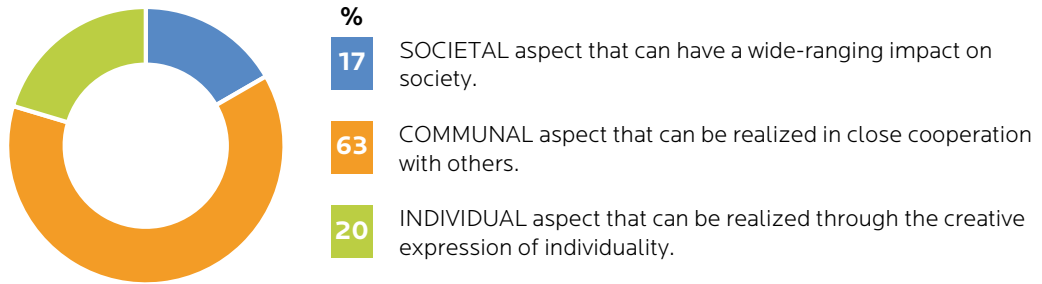 %
17
SOCIETAL aspect that can have a wide-ranging impact on
society.
63
COMMUNAL aspect that can be realized in close cooperation
with others.
20
INDIVIDUAL aspect that can be realized through the creative
expression of individuality.